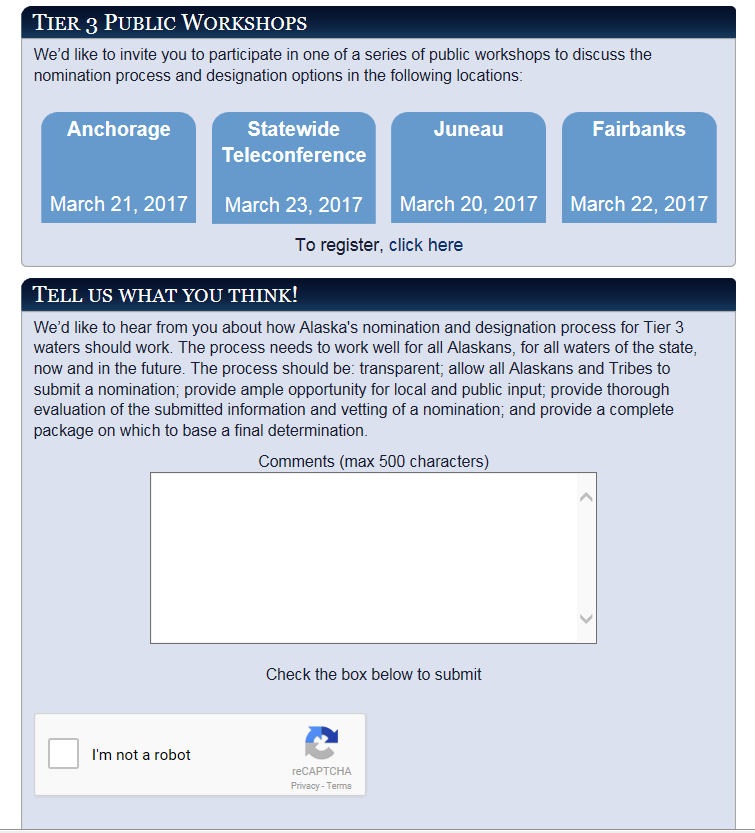 TIER 3 PUBLIC WORKSHOPS
We'd like to invite you to participate in one of a series of public workshops to discuss the
nomination process and designation options in the following locations:
Anchorage
March 21, 2017
Statewide
Teleconference
March 23, 2017
Juneau
March 20, 2017
Fairbanks
March 22, 2017
To register, click here
TELL US WHAT YOU THINK!
We'd like to hear from you about how Alaska's nomination and designation process for Tier 3
waters should work. The process needs to work well for all Alaskans, for all waters of the state,
now and in the future. The process should be: transparent; allow all Alaskans and Tribes to
submit a nomination; provide ample opportunity for local and public input; provide thorough
evaluation of the submitted information and vetting of a nomination; and provide a complete
package on which to base a final determination.
Comments (max 500 characters)
Check the box below to submit
I'm not a robot
reCAPTCHA
Privacy - Terms